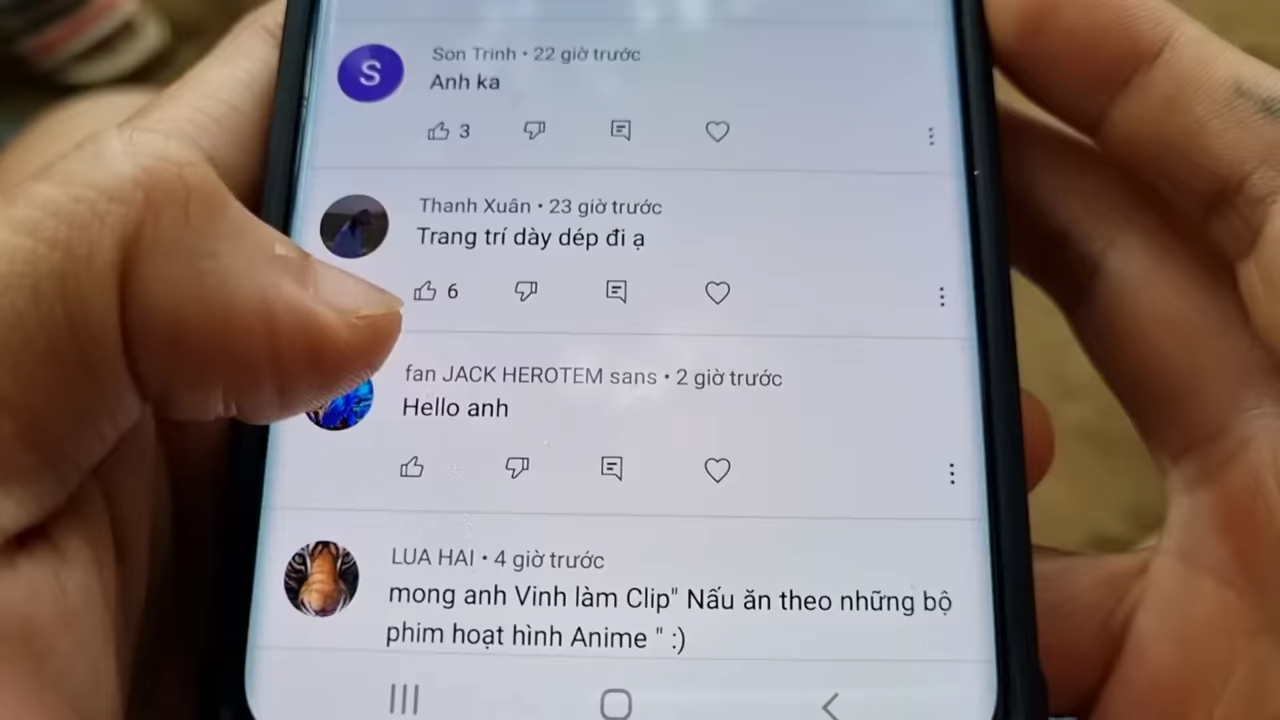 S
Son Trinh • 22 giờ trước
Anh ka
3
Thanh Xuân • 23 giờ trước
Trang trí dày dép đi ạ
6
fan JACK HEROTEM sans • 2 giờ trước
Hello anh
LUA HAI • 4 giờ trước
mong anh Vinh làm Clip" Nấu ăn theo những bộ
phim hoạt hình Anime " :)